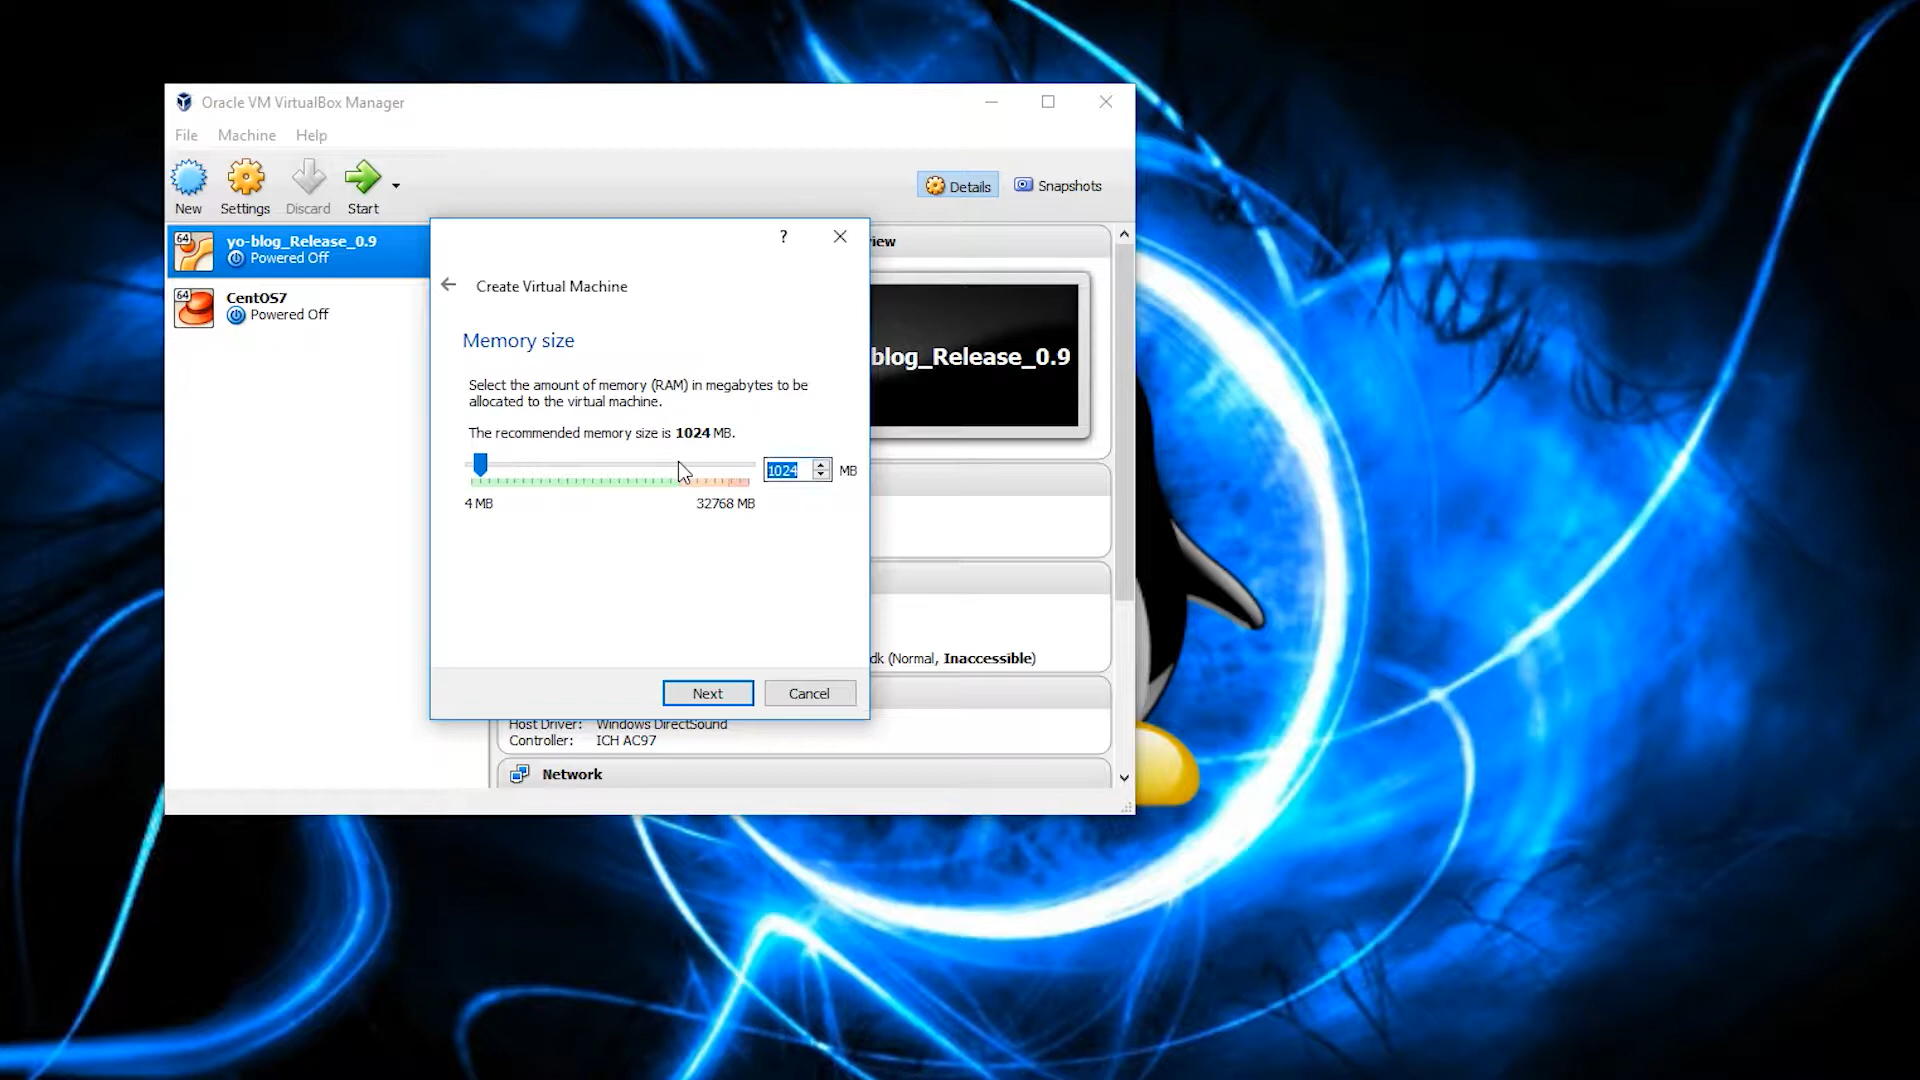 Oracle VM VirtualBox Manager
File Machine Help
New Settings Discard Start
Details Snapshots
64 yo-blog_Release_0.9
Powered Off
64 CentOS7
Powered Off
iew
blog_Release_0.9
?
Create Virtual Machine
Memory size
Select the amount of memory (RAM) in megabytes to be
allocated to the virtual machine.
The recommended memory size is 1024 MB.
1024 MB
4 MB 32768 MB
dk (Normal, Inaccessible)
Next Cancel
Host Driver: Windows DirectSound
Controller: ICH AC97
Network